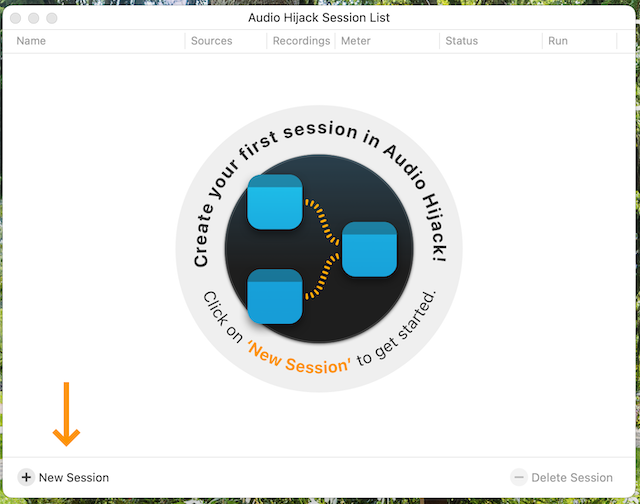 Audio Hijack Session List
Name Sources Recordings Meter Status Run
Create your first session in Audio Hijack!
Click on ‘New Session’ to get started.
New Session Delete Session